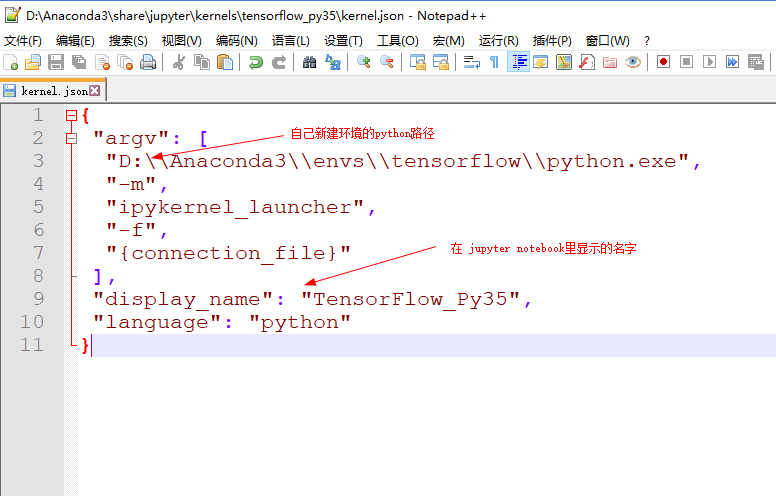 D:\Anaconda3\share\jupyter\kernels\tensorflow_py35\kernel.json - Notepad++
文件(F) 编辑(E) 搜索(S) 视图(V) 编码(N) 语言(L) 设置(T) 工具(O) 宏(M) 运行(R) 插件(P) 窗口(W) ?
kernel.json
1 {
自己新建环境的python路径
2 "argv": [
3 "D:\\Anaconda3\\envs\\tensorflow\\python.exe",
4 "-m",
5 "ipykernel_launcher",
6 "-f",
在 jupyter notebook里显示的名字
7 "{connection_file}"
8 ],
9 "display_name": "TensorFlow_Py35",
10 "language": "python"
11 }